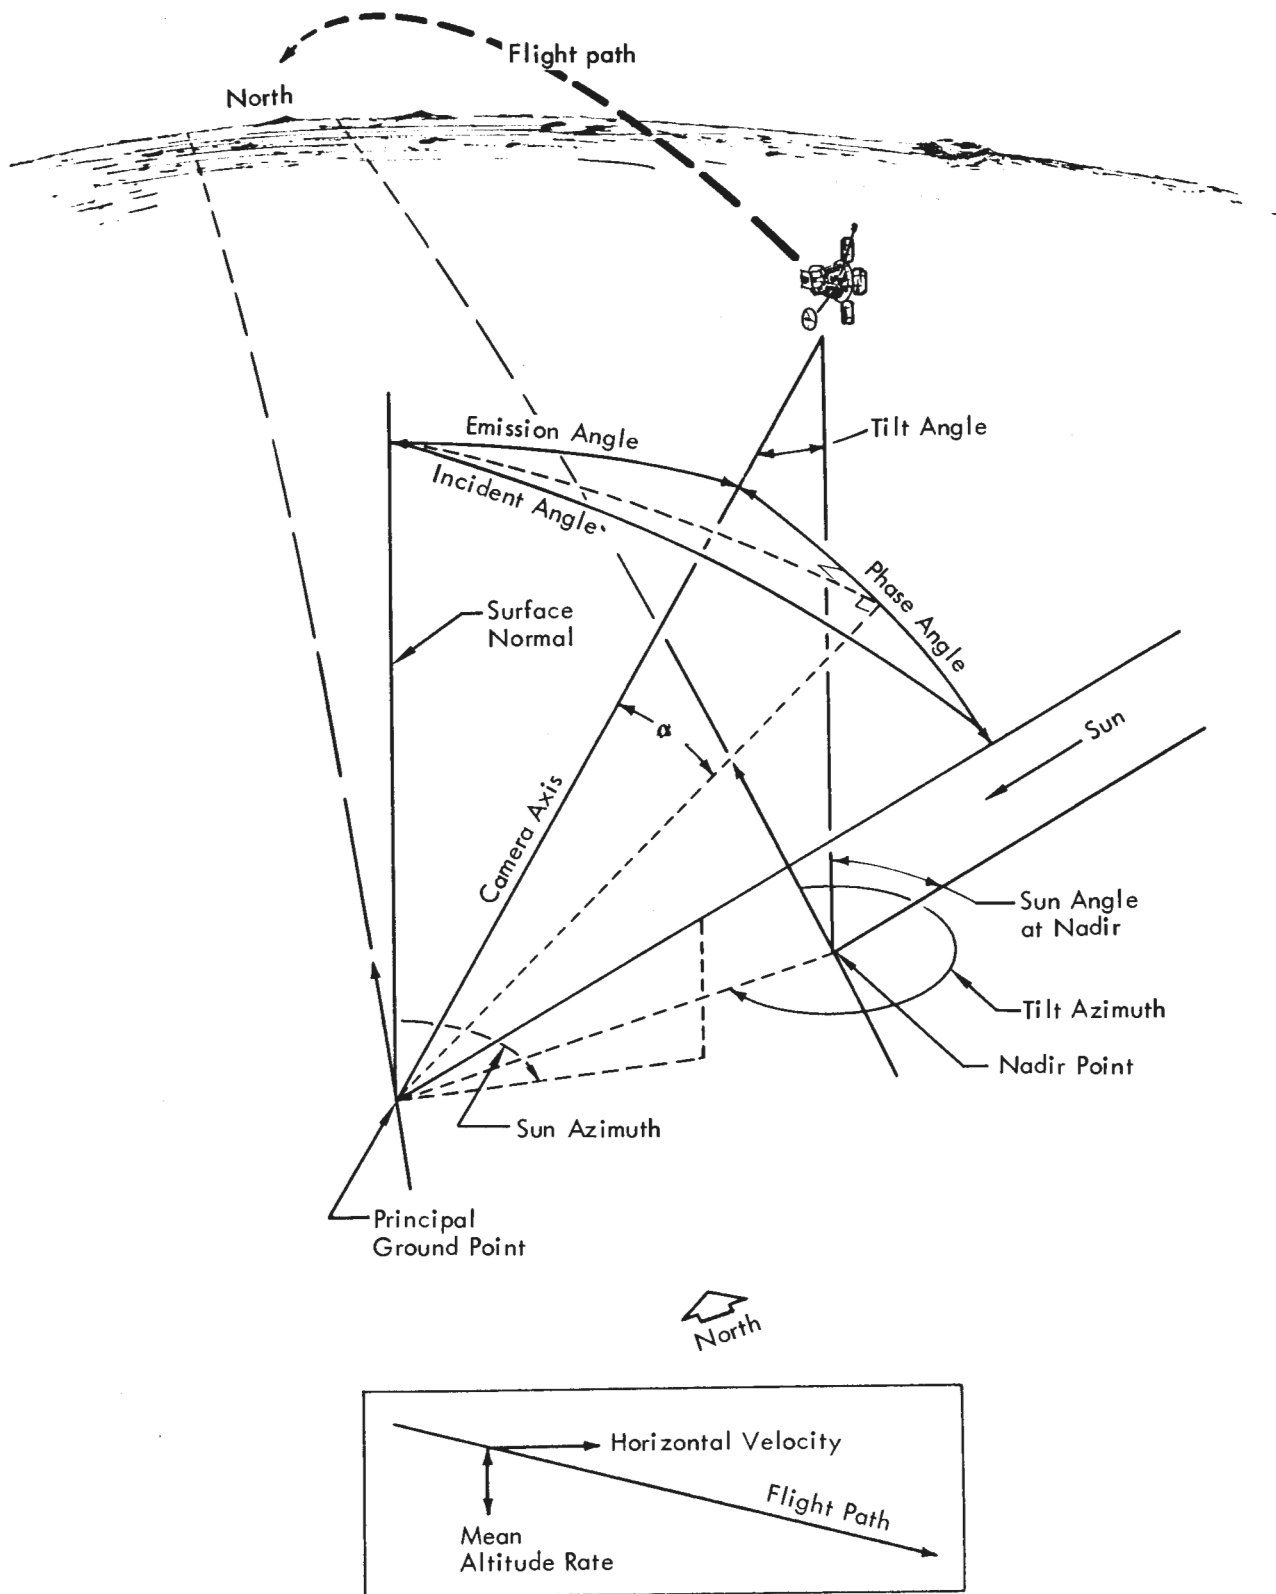 Flight path
North
Emission Angle
Tilt Angle
Incident Angle
Phase Angle
Surface
Normal
Sun
α
Camera Axis
Sun Angle
at Nadir
Tilt Azimuth
Nadir Point
Sun Azimuth
Principal
Ground Point
North
Horizontal Velocity
Flight Path
Mean
Altitude Rate